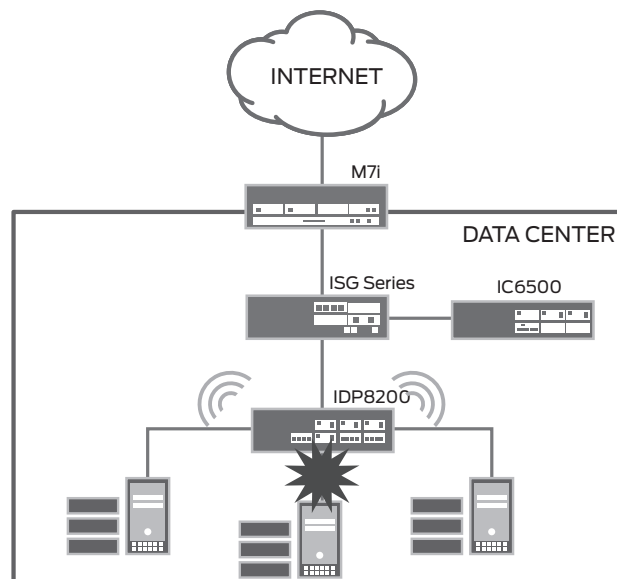 INTERNET
M7i
DATA CENTER
ISG Series
IC6500
IDP8200